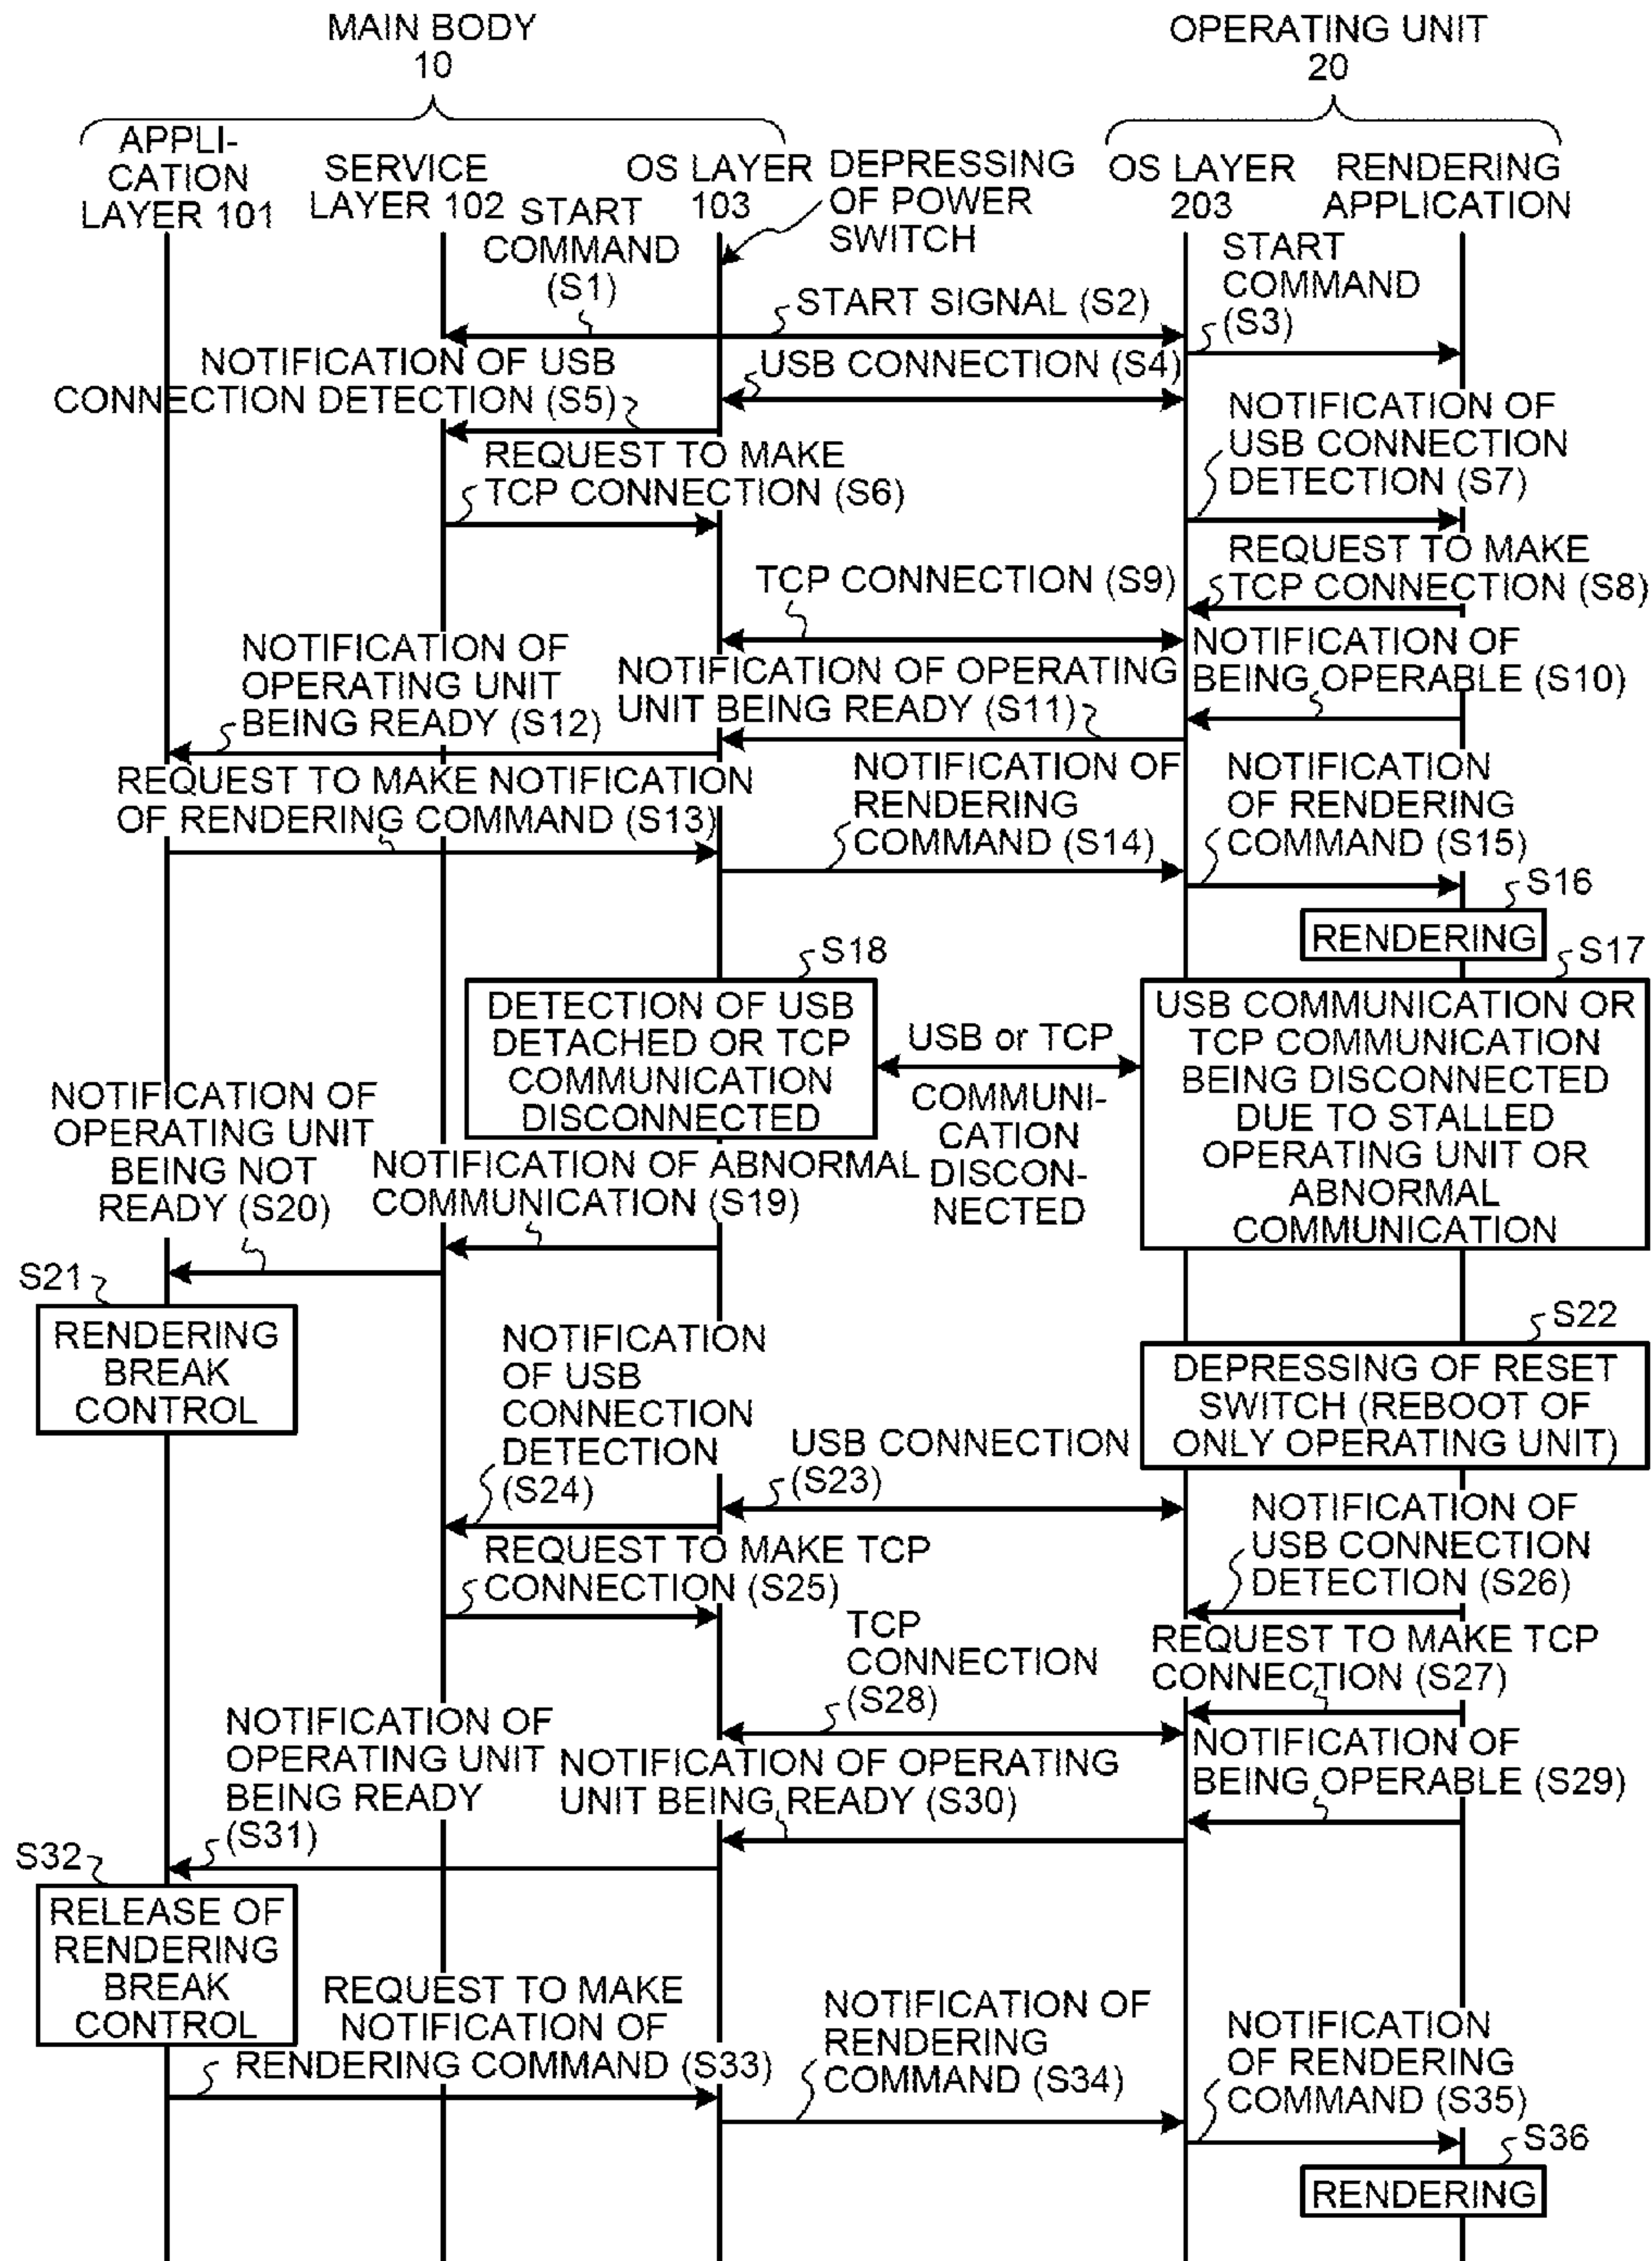 MAIN BODY
10
OPERATING UNIT
20
APPLI-
CATION
LAYER 101
SERVICE
LAYER 102
OS LAYER
103
DEPRESSING
OF POWER
SWITCH
OS LAYER
203
RENDERING
APPLICATION
START
COMMAND
(S1)
START SIGNAL (S2)
START
COMMAND
(S3)
USB CONNECTION (S4)
NOTIFICATION OF USB
CONNECTION DETECTION (S5)
REQUEST TO MAKE
TCP CONNECTION (S6)
NOTIFICATION OF
USB CONNECTION
DETECTION (S7)
REQUEST TO MAKE
TCP CONNECTION (S8)
TCP CONNECTION (S9)
NOTIFICATION OF
BEING OPERABLE (S10)
NOTIFICATION OF OPERATING
UNIT BEING READY (S11)
NOTIFICATION OF
OPERATING UNIT
BEING READY (S12)
REQUEST TO MAKE NOTIFICATION
OF RENDERING COMMAND (S13)
NOTIFICATION OF
RENDERING
COMMAND (S14)
NOTIFICATION
OF RENDERING
COMMAND (S15)
S16
RENDERING
S17
USB COMMUNICATION OR
TCP COMMUNICATION
BEING DISCONNECTED
DUE TO STALLED
OPERATING UNIT OR
ABNORMAL
COMMUNICATION
S18
DETECTION OF USB
DETACHED OR TCP
COMMUNICATION
DISCONNECTED
USB or TCP
COMMUNI-
CATION
DISCON-
NECTED
NOTIFICATION OF ABNORMAL
COMMUNICATION (S19)
NOTIFICATION OF
OPERATING UNIT
BEING NOT
READY (S20)
S21
RENDERING
BREAK
CONTROL
S22
DEPRESSING OF RESET
SWITCH (REBOOT OF
ONLY OPERATING UNIT)
USB CONNECTION
(S23)
NOTIFICATION
OF USB
CONNECTION
DETECTION
(S24)
REQUEST TO MAKE TCP
CONNECTION (S25)
NOTIFICATION OF
USB CONNECTION
DETECTION (S26)
REQUEST TO MAKE TCP
CONNECTION (S27)
TCP
CONNECTION
(S28)
NOTIFICATION OF
BEING OPERABLE (S29)
NOTIFICATION OF OPERATING
UNIT BEING READY (S30)
NOTIFICATION OF
OPERATING UNIT
BEING READY
(S31)
S32
RELEASE OF
RENDERING
BREAK
CONTROL
REQUEST TO MAKE
NOTIFICATION OF
RENDERING COMMAND (S33)
NOTIFICATION OF
RENDERING
COMMAND (S34)
NOTIFICATION
OF RENDERING
COMMAND (S35)
S36
RENDERING